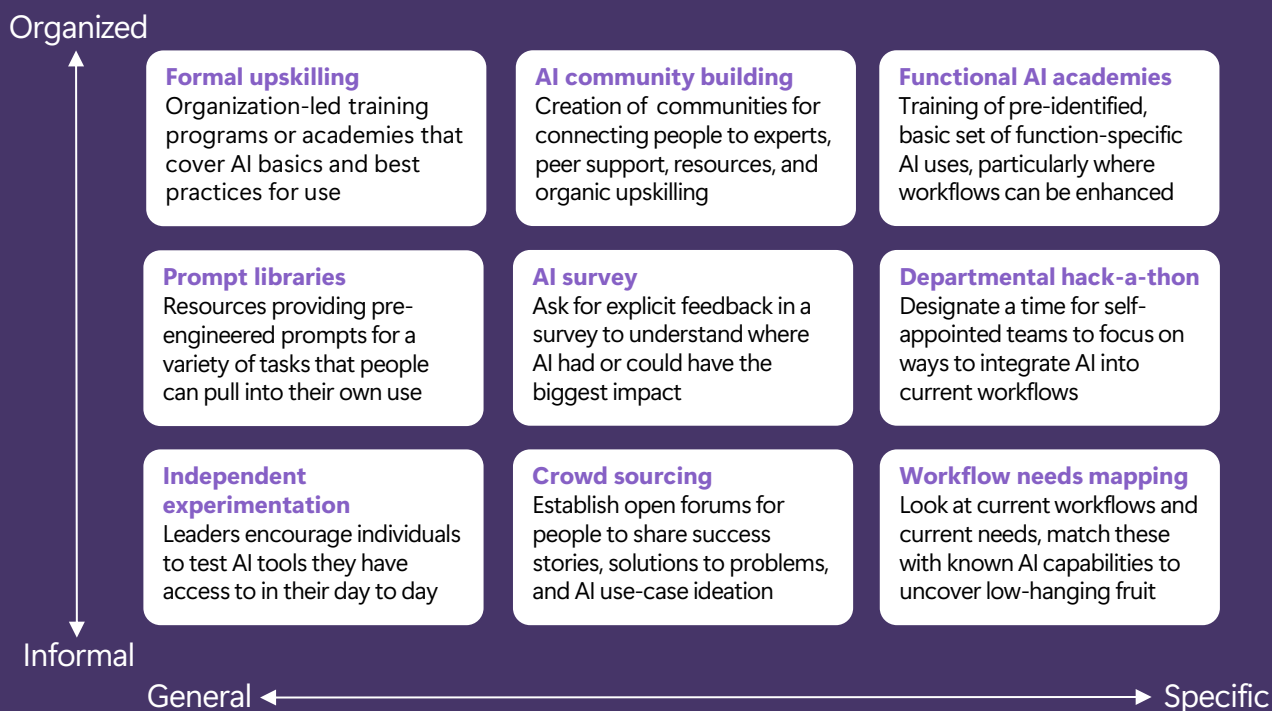 Organized
Formal upskilling
Organization-led training
programs or academies that
cover AI basics and best
practices for use
AI community building
Creation of communities for
connecting people to experts,
peer support, resources, and
organic upskilling
Functional AI academies
Training of pre-identified,
basic set of function-specific
AI uses, particularly where
workflows can be enhanced
Prompt libraries
Resources providing pre-
engineered prompts for a
variety of tasks that people
can pull into their own use
AI survey
Ask for explicit feedback in a
survey to understand where
AI had or could have the
biggest impact
Departmental hack-a-thon
Designate a time for self-
appointed teams to focus on
ways to integrate AI into
current workflows
Independent
experimentation
Leaders encourage individuals
to test AI tools they have
access to in their day to day
Crowd sourcing
Establish open forums for
people to share success
stories, solutions to problems,
and AI use-case ideation
Workflow needs mapping
Look at current workflows and
current needs, match these
with known AI capabilities to
uncover low-hanging fruit
Informal
General
Specific